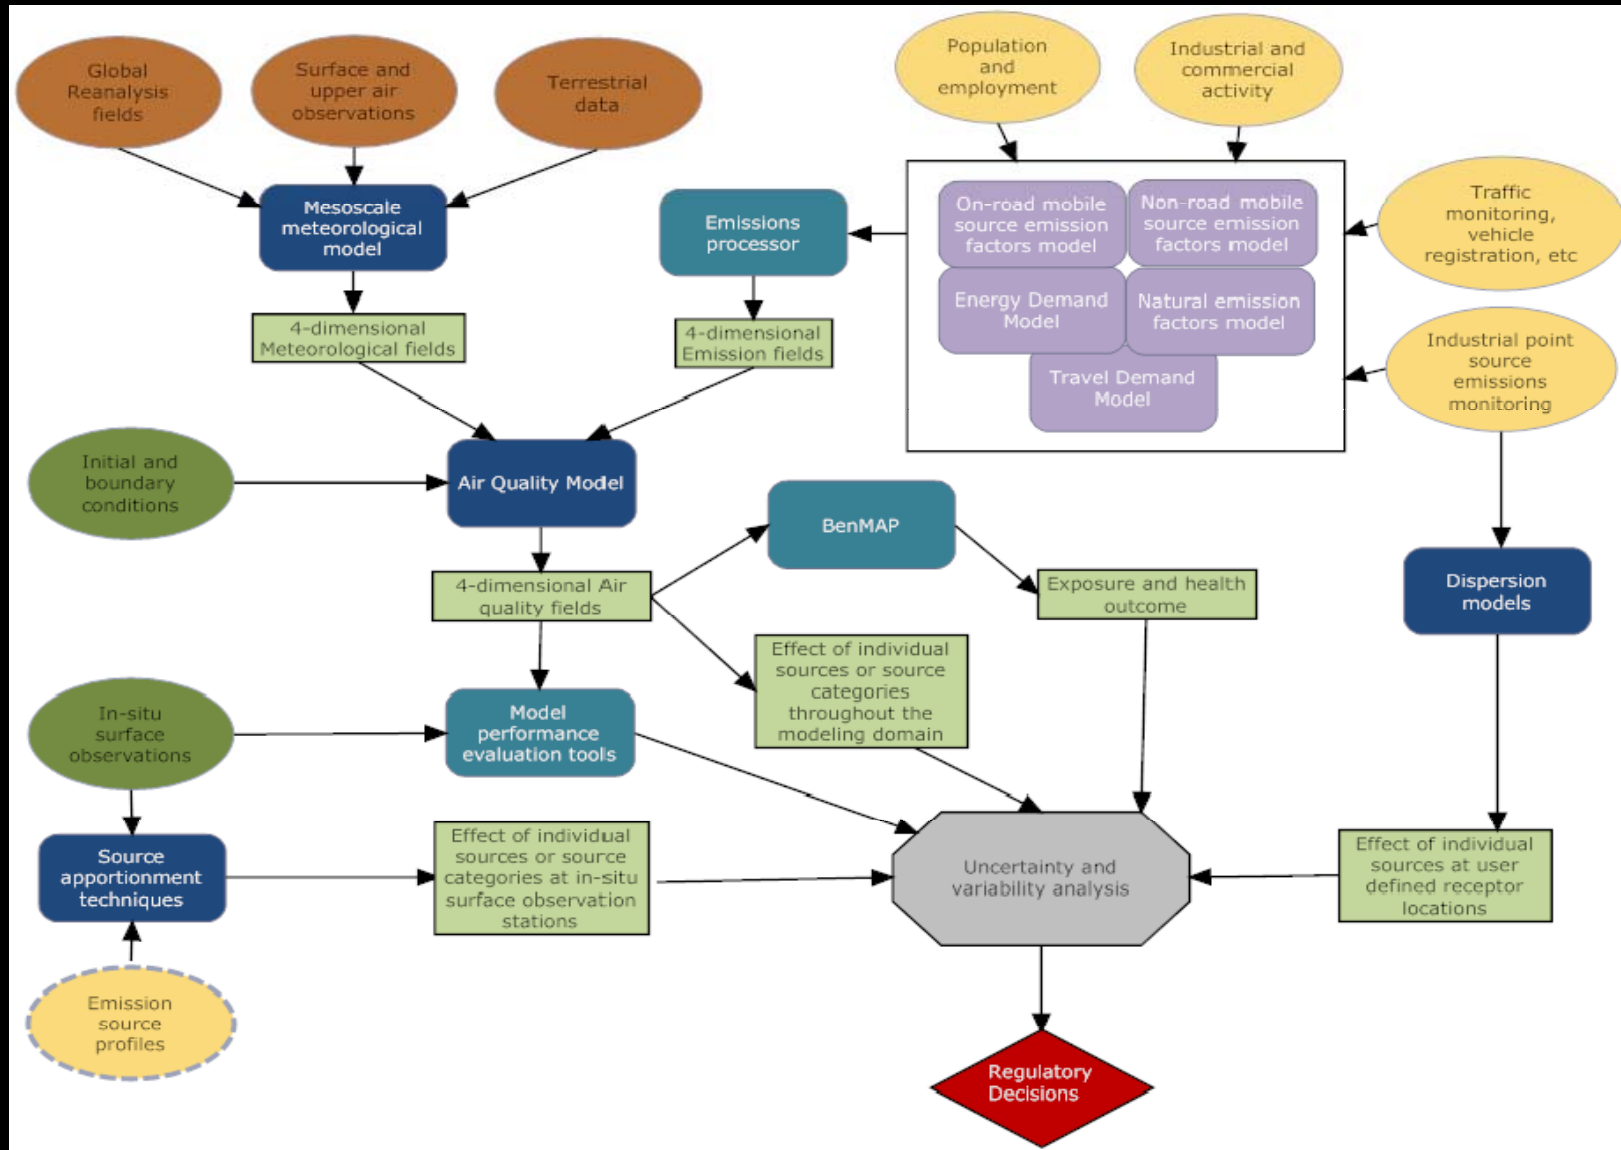 Global
Reanalysis
fields
Surface and
upper air
observations
Terrestrial
data
Population
and
employment
Industrial and
commercial
activity
Mesoscale
meteorological
model
Emissions
processor
On-road mobile
source emission
factors model
Non-road mobile
source emission
factors model
Traffic
monitoring,
vehicle
registration, etc
Energy Demand
Model
Natural emission
factors model
4-dimensional
Meteorological fields
4-dimensional
Emission fields
Travel Demand
Model
Industrial point
source
emissions
monitoring
Initial and
boundary
conditions
Air Quality Model
BenMAP
4-dimensional Air
quality fields
Exposure and health
outcome
Dispersion
models
Effect of individual
sources or source
categories
throughout the
modeling domain
In-situ
surface
observations
Model
performance
evaluation tools
Source
apportionment
techniques
Effect of individual
sources or source
categories at in-situ
surface observation
stations
Uncertainty and
variability analysis
Effect of individual
sources at user
defined receptor
locations
Emission
source
profiles
Regulatory
Decisions